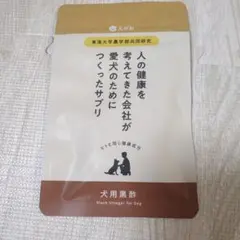 東海大学農学部共同研究
人の健康を
考えてきた会社が
愛犬のために
つくったサプリ
犬用黒酢
Black Vinegar for Dog